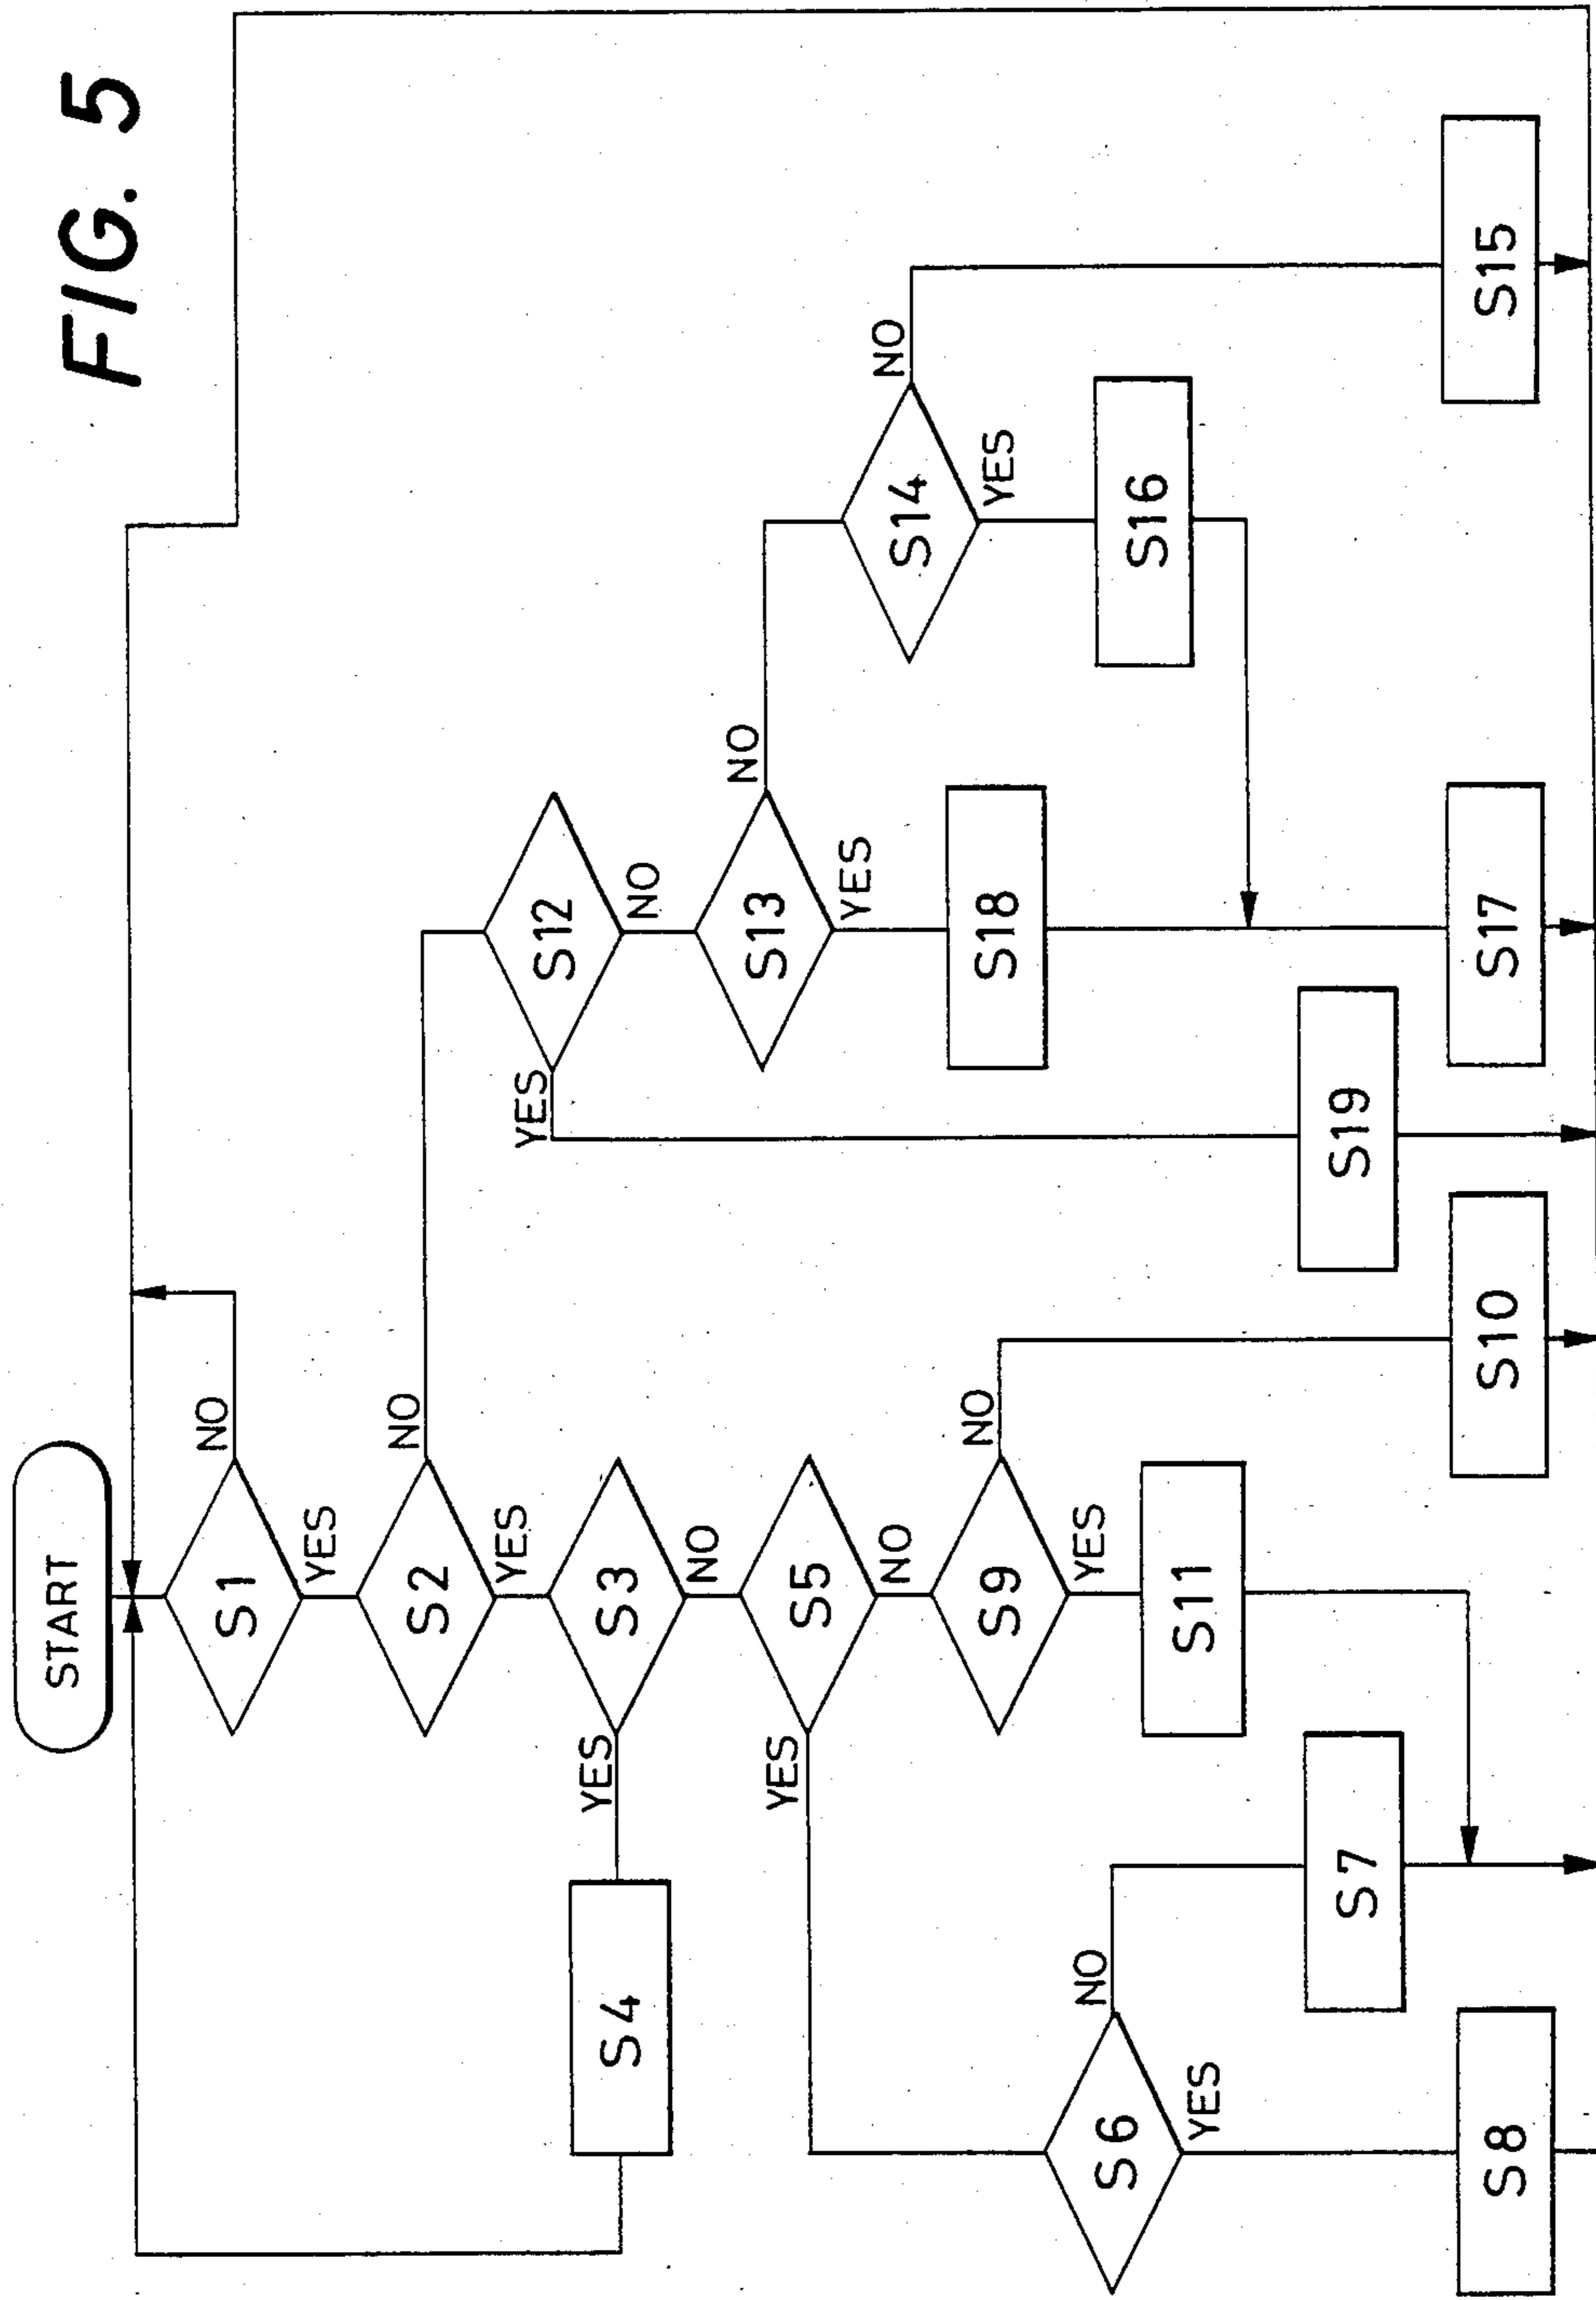 FIG. 5
START
S1
NO
YES
S2
NO
YES
S3
YES
NO
S4
S5
YES
NO
S6
NO
YES
S7
S8
S9
NO
YES
S11
S10
S12
YES
NO
S13
NO
YES
S14
NO
YES
S18
S16
S19
S17
S15